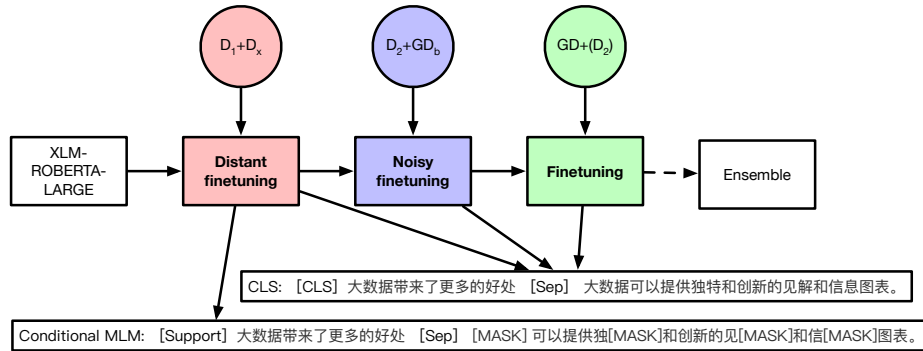 D₁+Dₓ
D₂+GD_b
GD+(D₂)
XLM-
ROBERTA-
LARGE
Distant
finetuning
Noisy
finetuning
Finetuning
Ensemble
CLS: [CLS] 大数据带来了更多的好处 [Sep] 大数据可以提供独特和创新的见解和信息图表。
Conditional MLM: [Support] 大数据带来了更多的好处 [Sep] [MASK] 可以提供独[MASK]和创新的见[MASK]和信[MASK]图表。